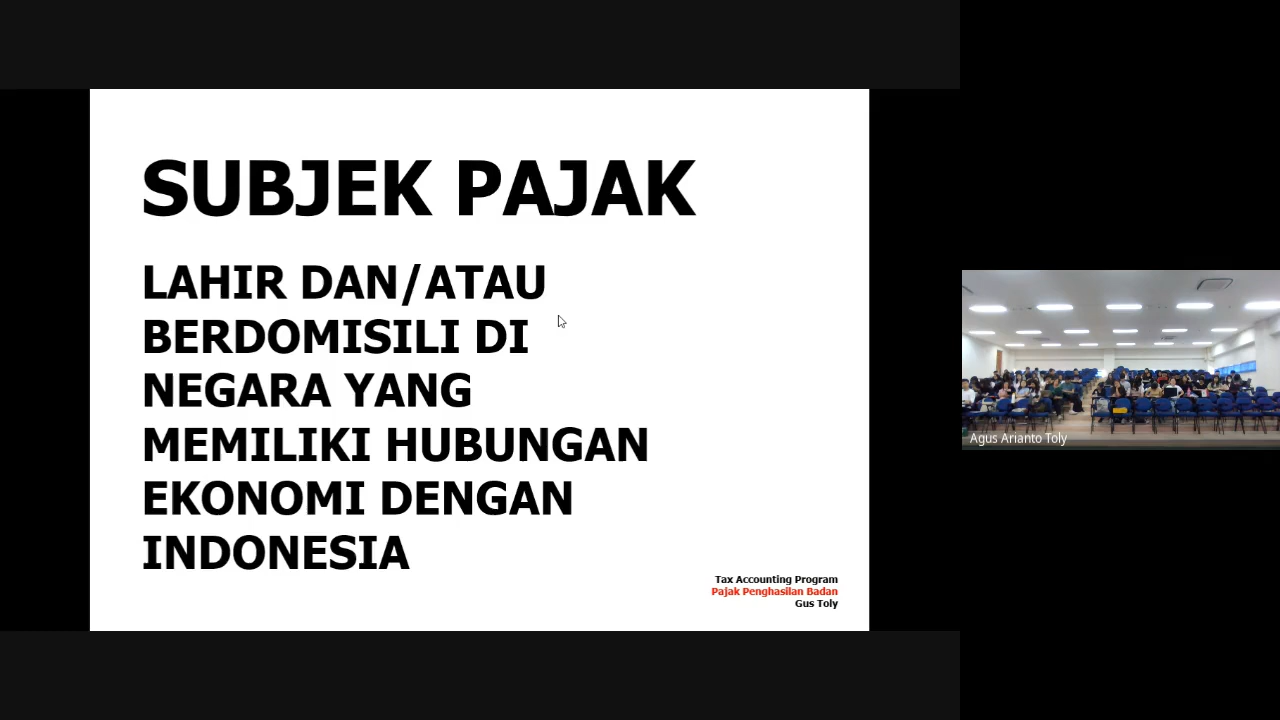 SUBJEK PAJAK
LAHIR DAN/ATAU
BERDOMISILI DI
NEGARA YANG
MEMILIKI HUBUNGAN
EKONOMI DENGAN
INDONESIA
Tax Accounting Program
Pajak Penghasilan Badan
Gus Toly
Agus Arianto Toly